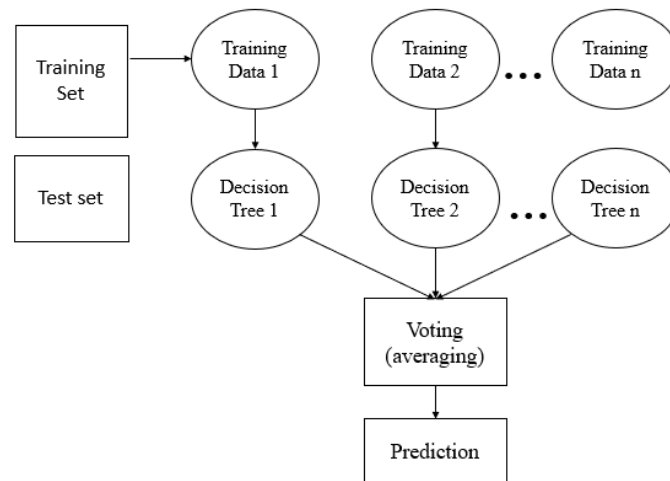 Training
Set
Training
Data 1
Training
Data 2
...
Training
Data n
Test set
Decision
Tree 1
Decision
Tree 2
...
Decision
Tree n
Voting
(averaging)
Prediction